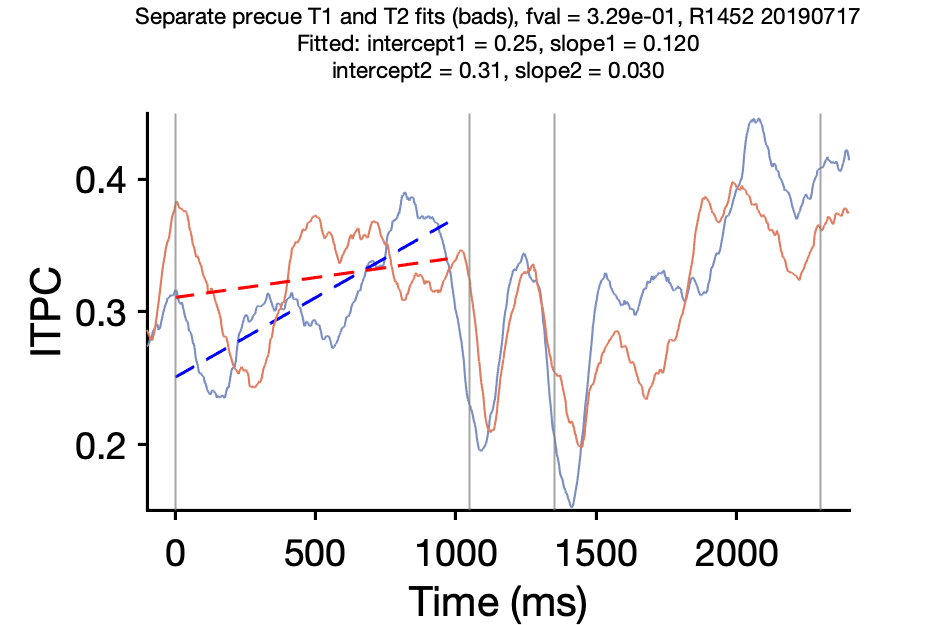 Separate precue T1 and T2 fits (bads), fval = 3.29e-01, R1452 20190717
Fitted: intercept1 = 0.25, slope1 = 0.120
intercept2 = 0.31, slope2 = 0.030
0.4
0.3
0.2
ITPC
0 500 1000 1500 2000
Time (ms)